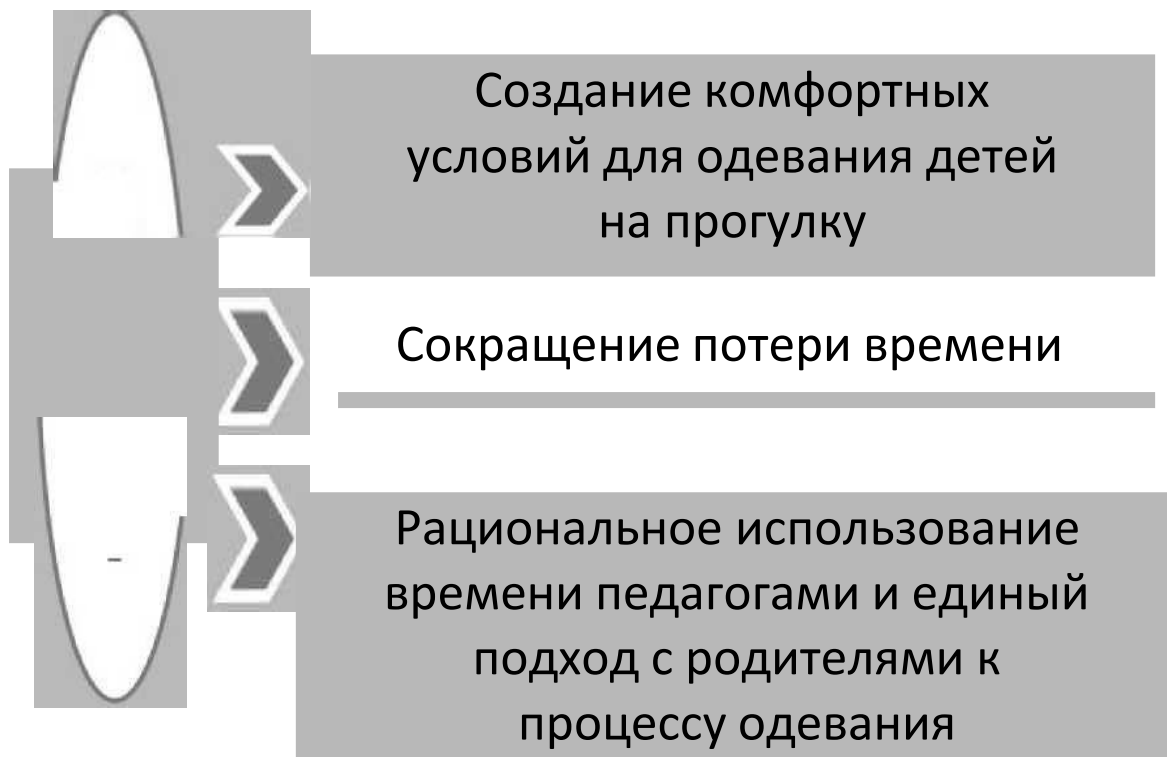 Создание комфортных
условий для одевания детей
на прогулку
Сокращение потери времени
Рациональное использование
времени педагогами и единый
подход с родителями к
процессу одевания